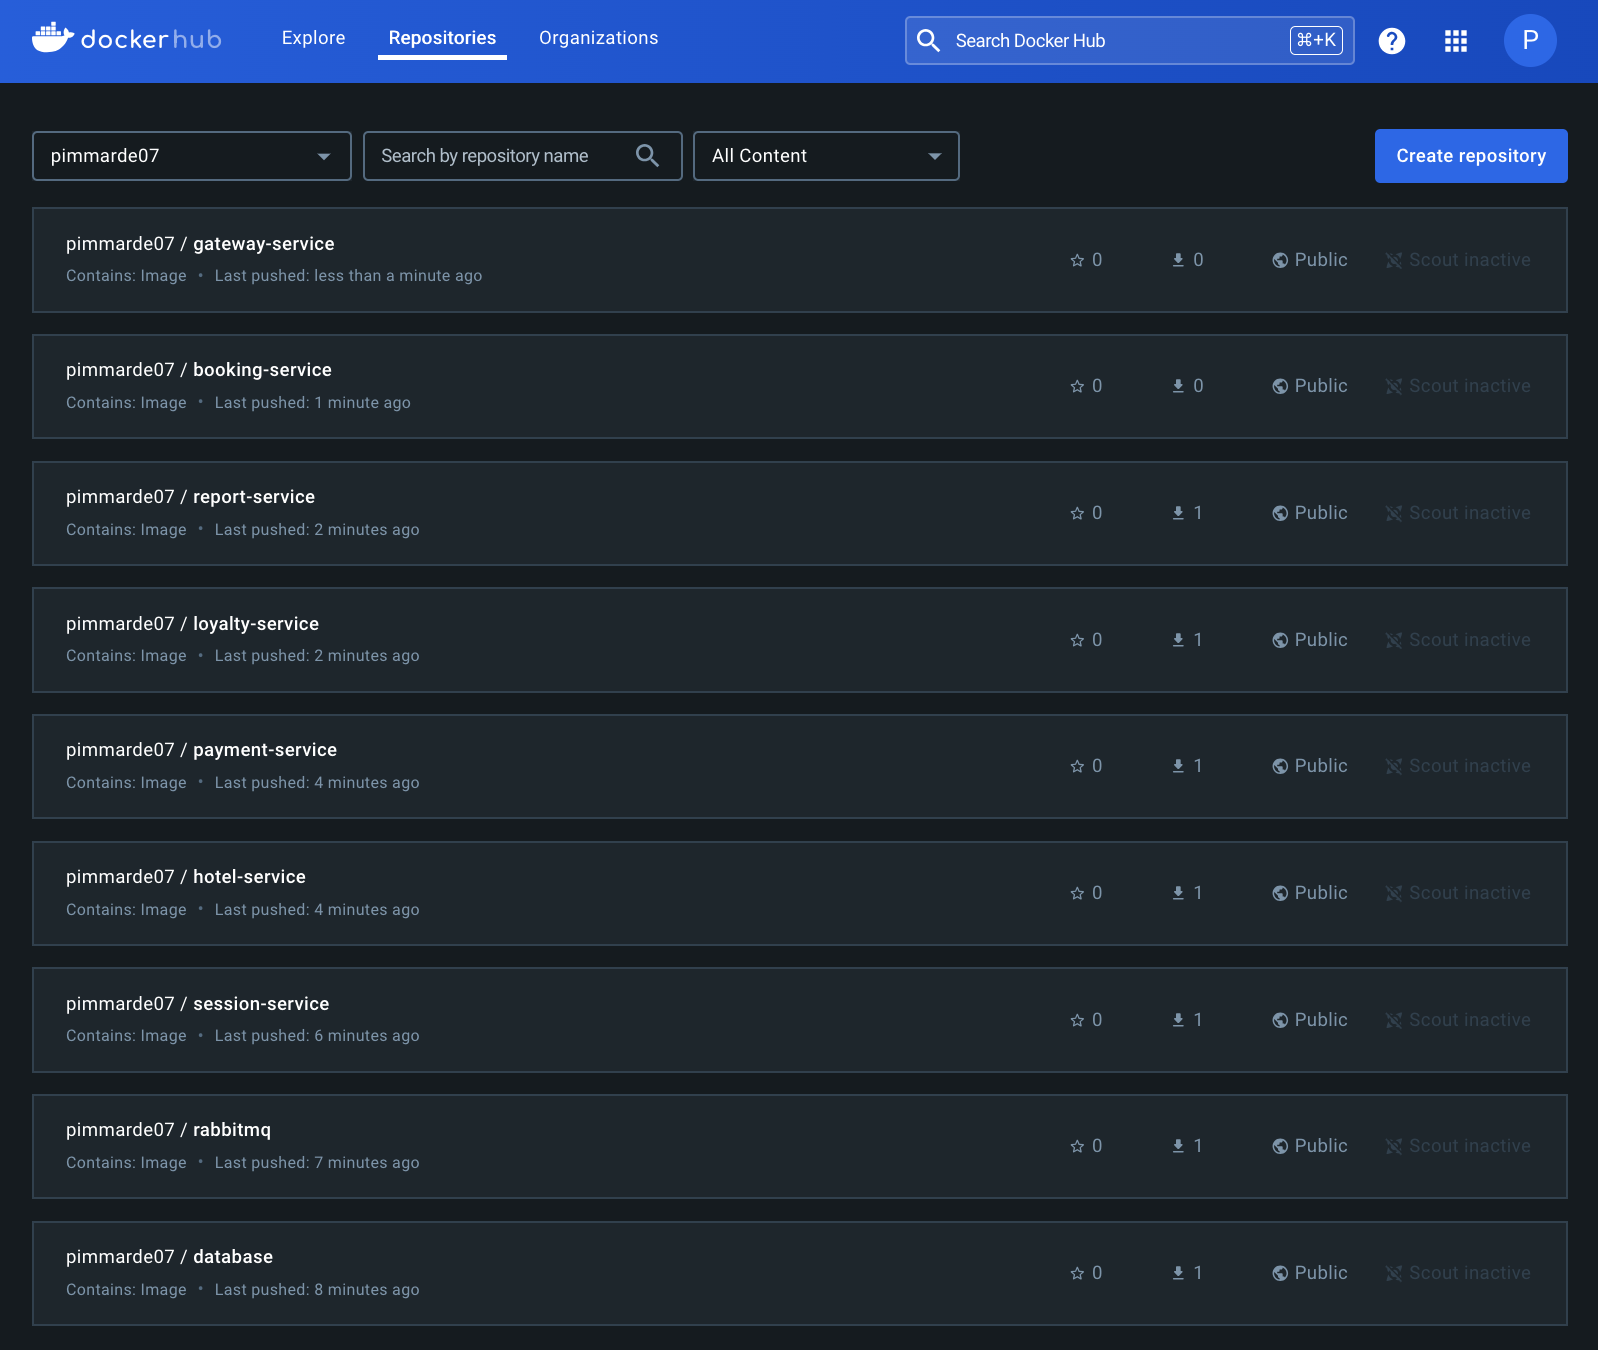 dockerhub
Explore
Repositories
Organizations
Search Docker Hub
⌘+K
P
pimmarde07
Search by repository name
All Content
Create repository
pimmarde07 / gateway-service
Contains: Image • Last pushed: less than a minute ago
0
0
Public
Scout inactive
pimmarde07 / booking-service
Contains: Image • Last pushed: 1 minute ago
0
0
Public
Scout inactive
pimmarde07 / report-service
Contains: Image • Last pushed: 2 minutes ago
0
1
Public
Scout inactive
pimmarde07 / loyalty-service
Contains: Image • Last pushed: 2 minutes ago
0
1
Public
Scout inactive
pimmarde07 / payment-service
Contains: Image • Last pushed: 4 minutes ago
0
1
Public
Scout inactive
pimmarde07 / hotel-service
Contains: Image • Last pushed: 4 minutes ago
0
1
Public
Scout inactive
pimmarde07 / session-service
Contains: Image • Last pushed: 6 minutes ago
0
1
Public
Scout inactive
pimmarde07 / rabbitmq
Contains: Image • Last pushed: 7 minutes ago
0
1
Public
Scout inactive
pimmarde07 / database
Contains: Image • Last pushed: 8 minutes ago
0
1
Public
Scout inactive